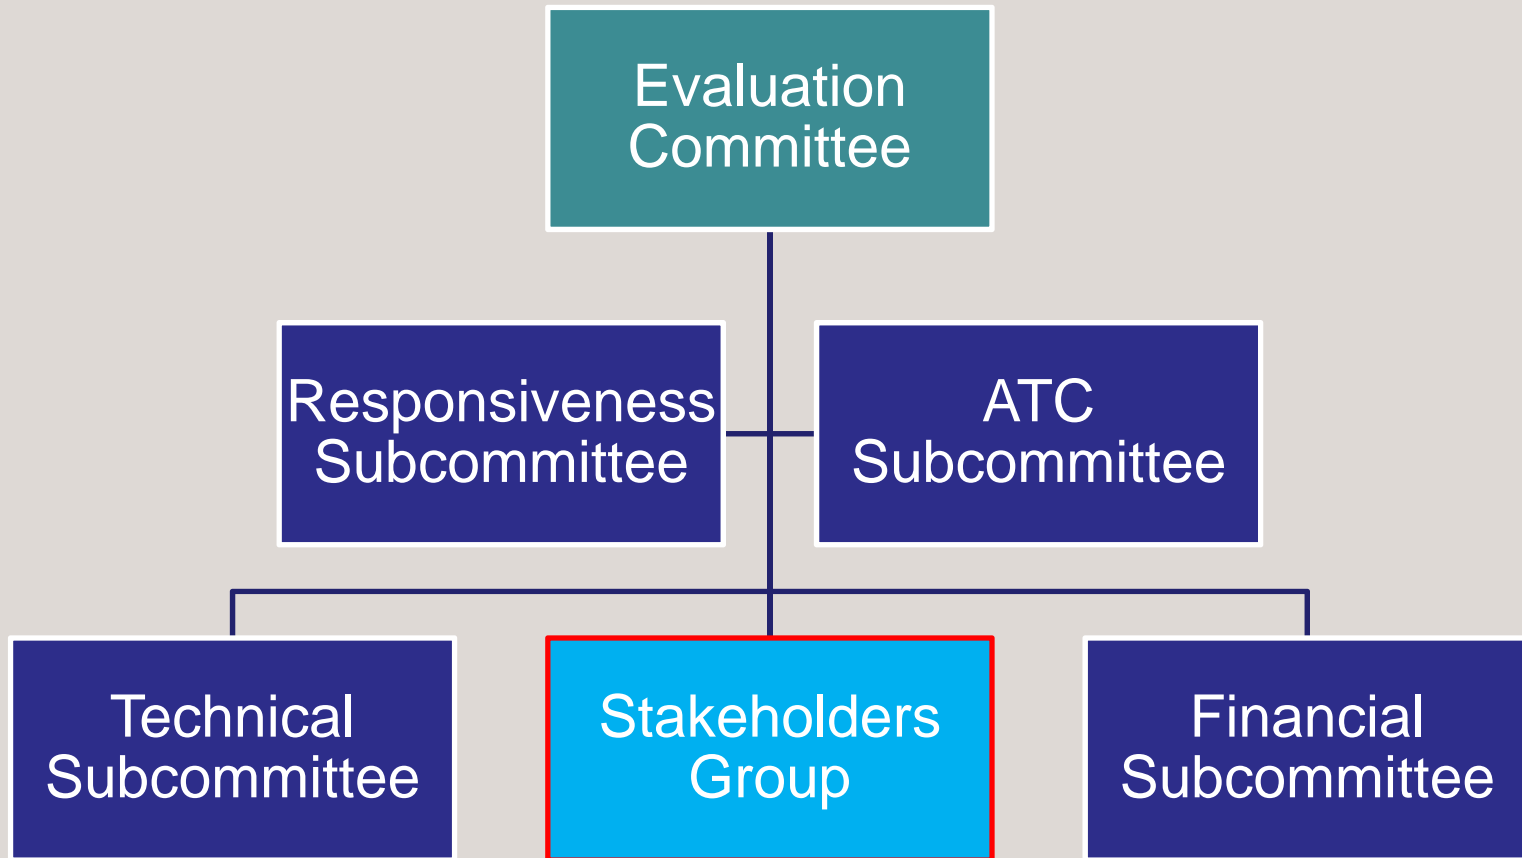 Evaluation
Committee
Responsiveness
Subcommittee
ATC
Subcommittee
Technical
Subcommittee
Stakeholders
Group
Financial
Subcommittee